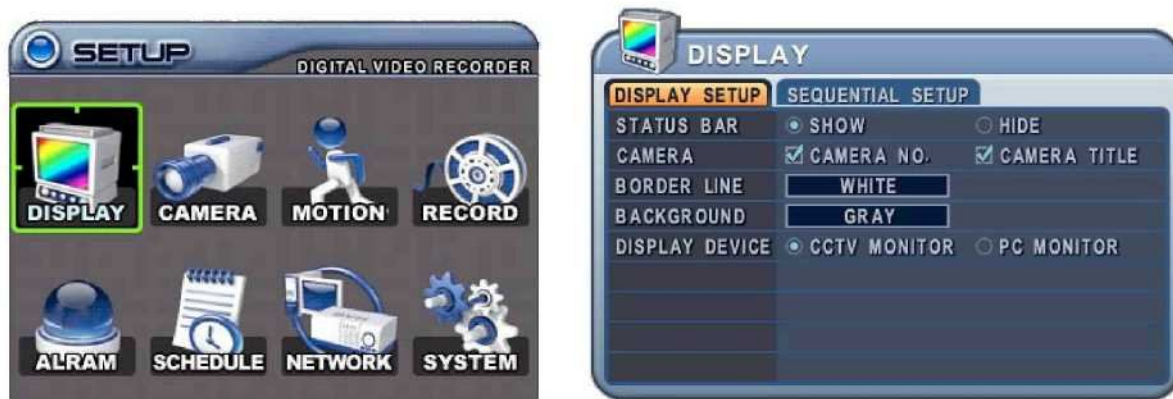 SETUP
DIGITAL VIDEO RECORDER
DISPLAY CAMERA MOTION RECORD
ALRAM SCHEDULE NETWORK SYSTEM
DISPLAY
DISPLAY SETUP SEQUENTIAL SETUP
STATUS BAR SHOW HIDE
CAMERA CAMERA NO. CAMERA TITLE
BORDER LINE WHITE
BACKGROUND GRAY
DISPLAY DEVICE CCTV MONITOR PC MONITOR